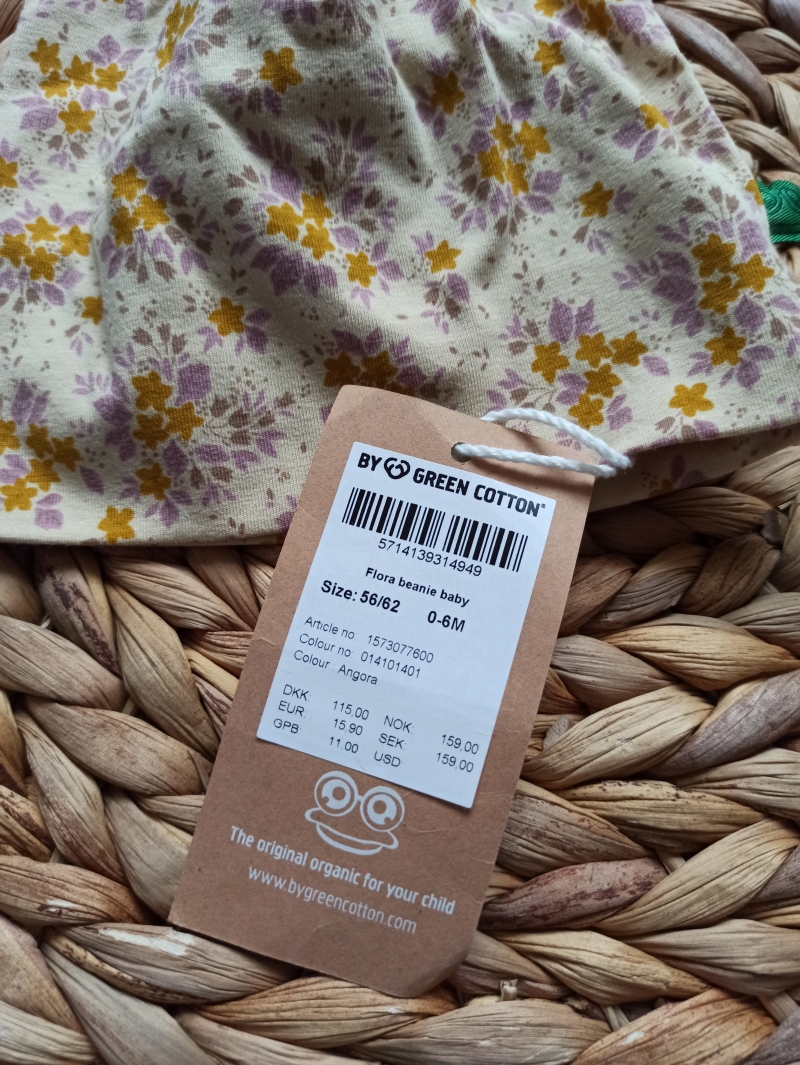 BY GREEN COTTON®
5714139314949
Flora beanie baby
Size: 56/62 0-6M
Article no 1573077600
Colour no: 014101401
Colour: Angora
DKK: 115,00 NOK: 159,00
EUR: 15,90 SEK: 159,00
GPB: 11,00 USD:
The original organic for your child
www.bygreencotton.com